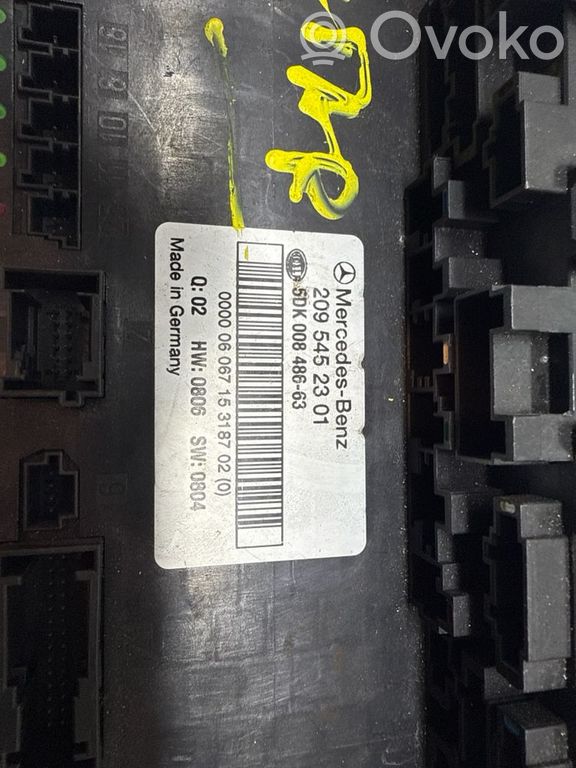 Ovoko
Mercedes-Benz
209 545 23 01
5DK 008 486-63
0000 06 067 15 3187 02 (0)
Q: 02 HW: 0806 SW: 0804
Made in Germany